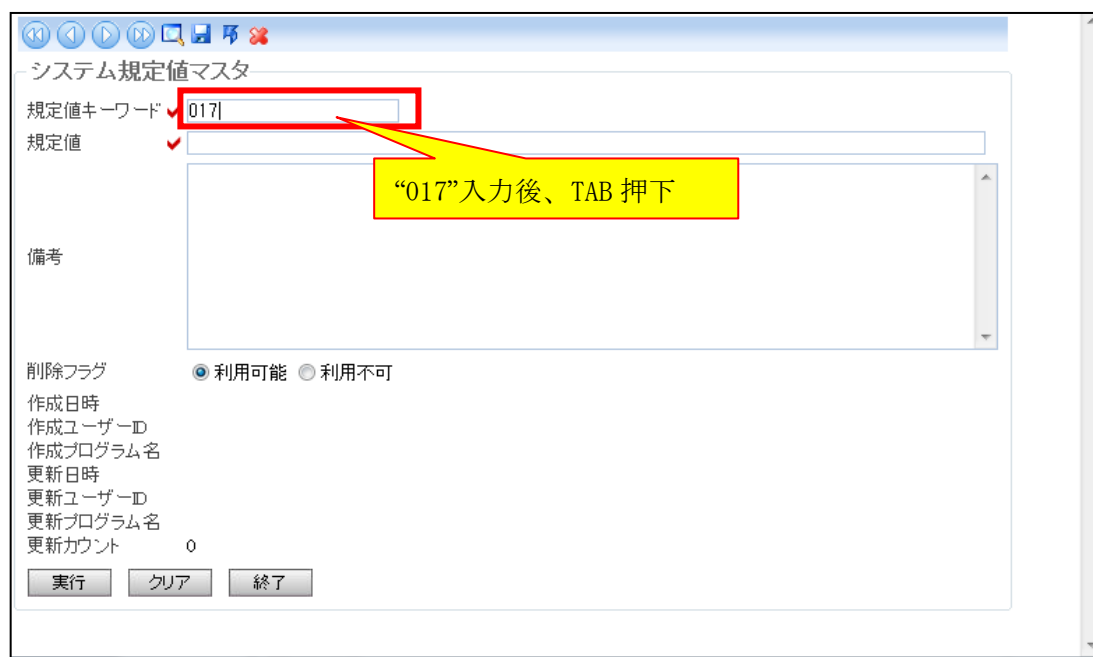 システム規定値マスタ
規定値キーワード 017
規定値
“017”入力後、TAB 押下
備考
削除フラグ 利用可能 利用不可
作成日時
作成ユーザーID
作成プログラム名
更新日時
更新ユーザーID
更新プログラム名
更新カウント 0
実行 クリア 終了